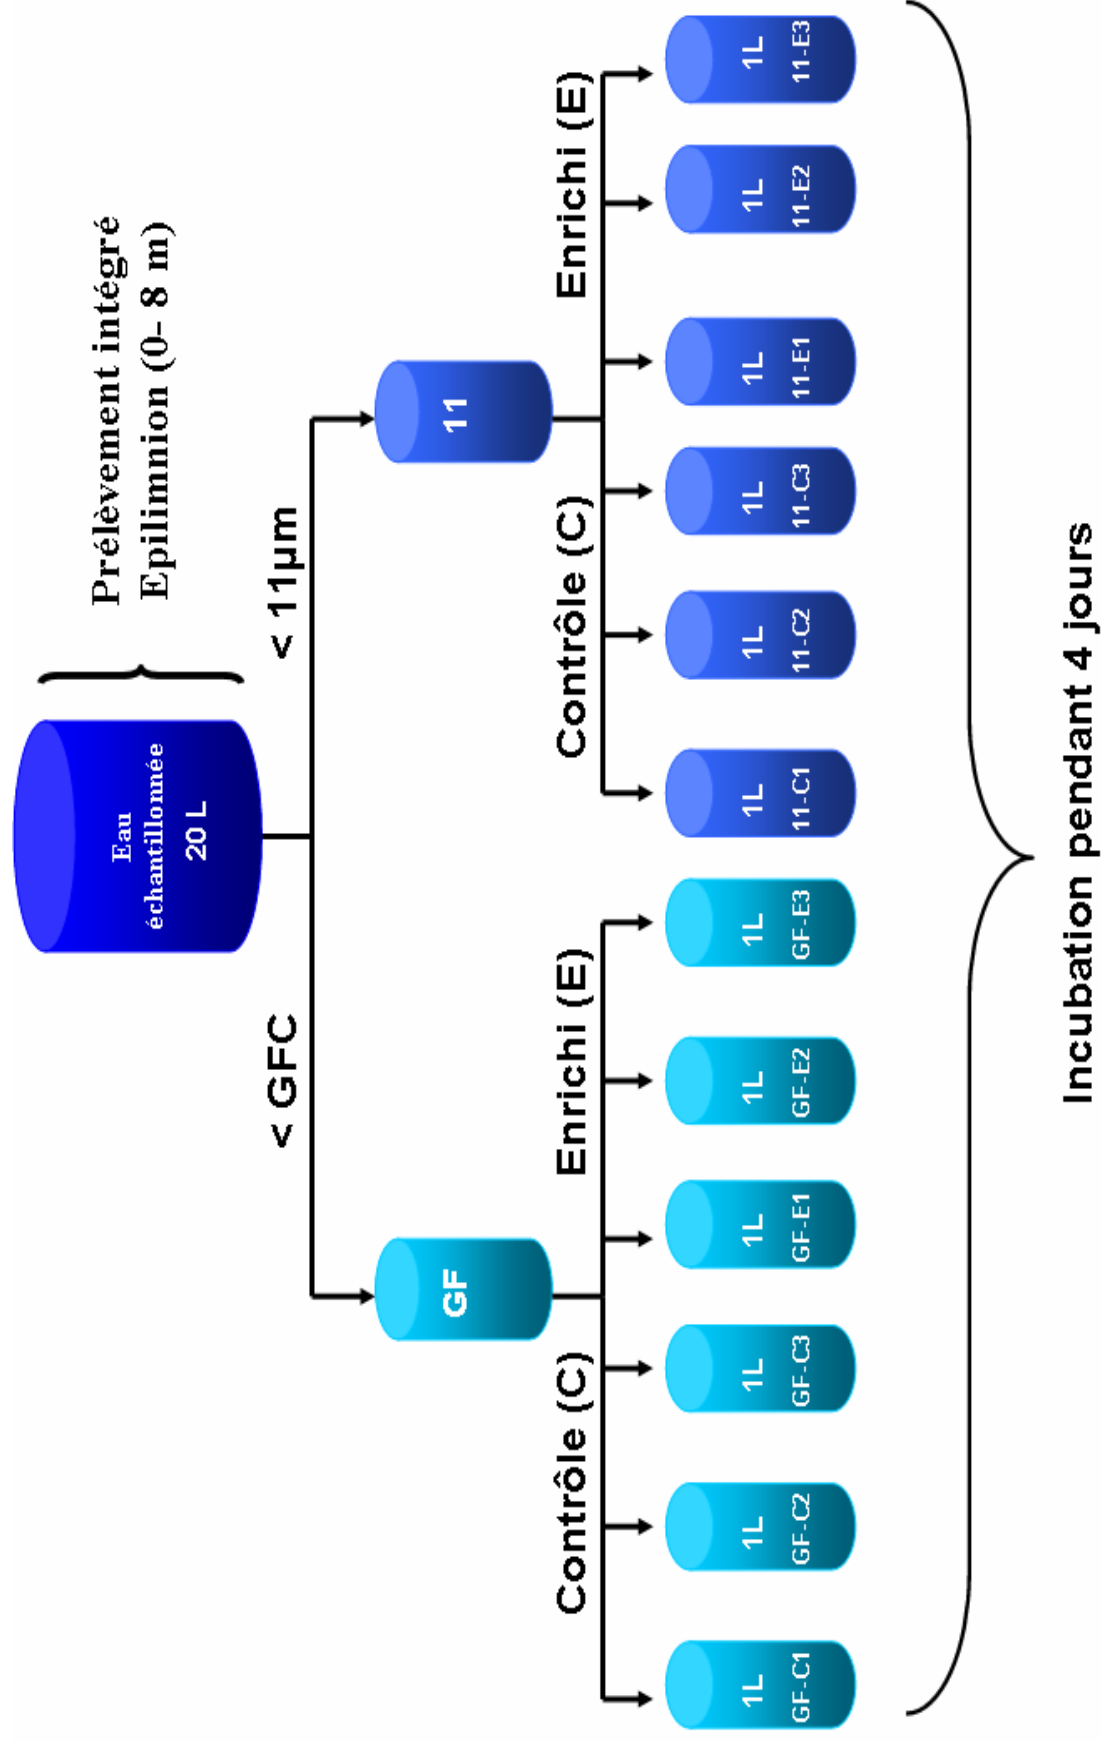 Prélèvement intégré
Epilimnion (0- 8 m)
Eau
échantillonnée
20 L
< GFC
< 11µm
GF
11
Contrôle (C)
Enrichi (E)
Contrôle (C)
Enrichi (E)
1L
GF-C1
1L
GF-C2
1L
GF-C3
1L
GF-E1
1L
GF-E2
1L
GF-E3
1L
11-C1
1L
11-C2
1L
11-C3
1L
11-E1
1L
11-E2
1L
11-E3
Incubation pendant 4 jours